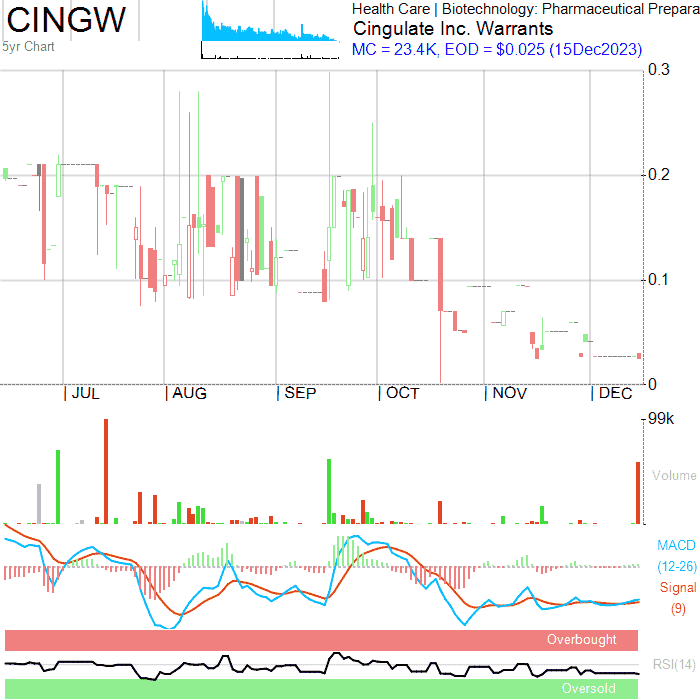 CINGW
5yr Chart
Health Care | Biotechnology: Pharmaceutical Prepara
Cingulate Inc. Warrants
MC = 23.4K, EOD = $0.025 (15Dec2023)
0.3
0.2
0.1
0
| JUL | AUG | SEP | OCT | NOV | DEC
99k
Volume
MACD
(12-26)
Signal
(9)
Overbought
RSI(14)
Oversold